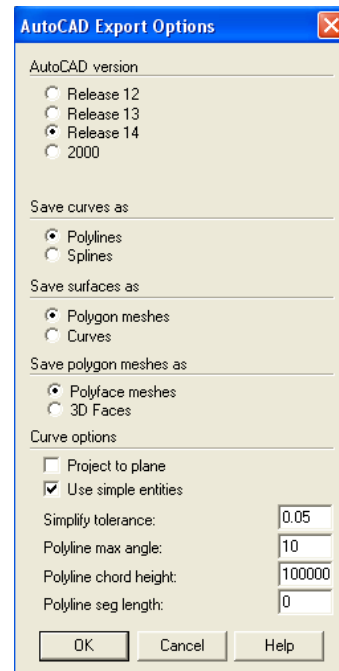 AutoCAD Export Options
AutoCAD version
Release 12
Release 13
Release 14
2000
Save curves as
Polylines
Splines
Save surfaces as
Polygon meshes
Curves
Save polygon meshes as
Polyface meshes
3D Faces
Curve options
Project to plane
Use simple entities
Simplify tolerance: 0.05
Polyline max angle: 10
Polyline chord height: 100000
Polyline seg length: 0
OK Cancel Help